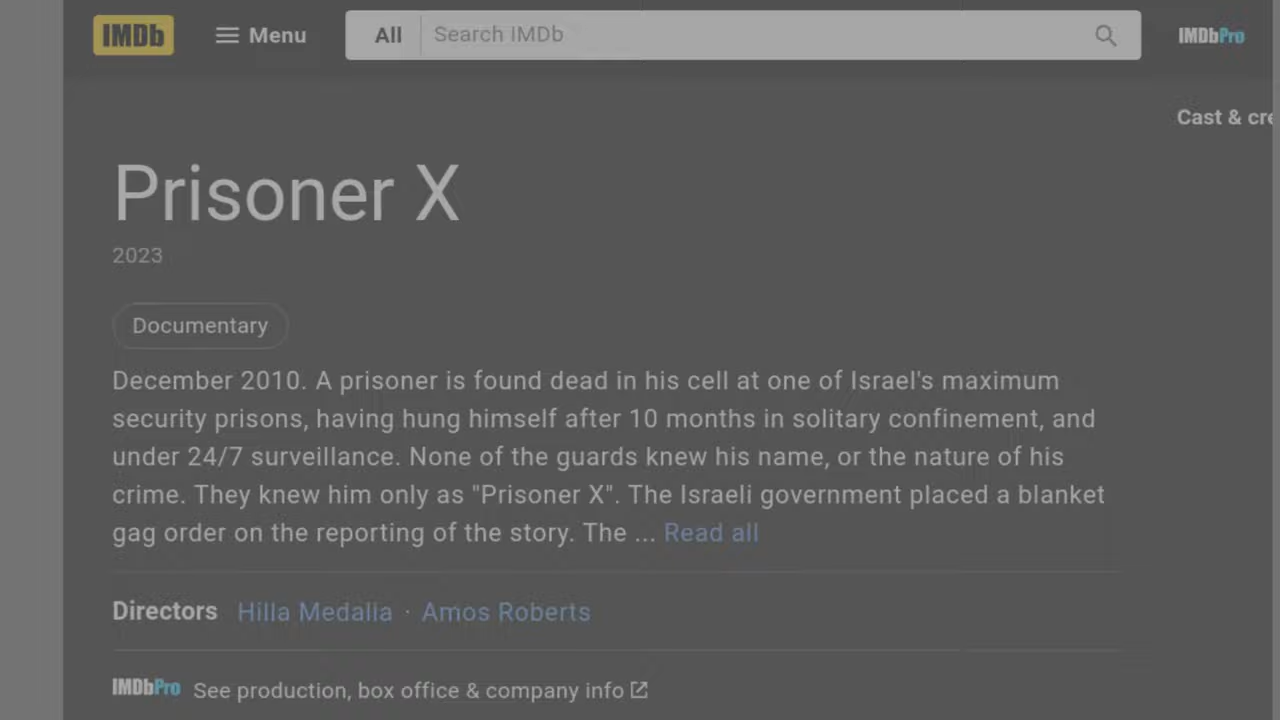 IMDb Menu All Search IMDb IMDbPro
Cast & cre
Prisoner X
2023
Documentary
December 2010. A prisoner is found dead in his cell at one of Israel's maximum
security prisons, having hung himself after 10 months in solitary confinement, and
under 24/7 surveillance. None of the guards knew his name, or the nature of his
crime. They knew him only as "Prisoner X". The Israeli government placed a blanket
gag order on the reporting of the story. The ... Read all
Directors Hilla Medalia · Amos Roberts
IMDbPro See production, box office & company info